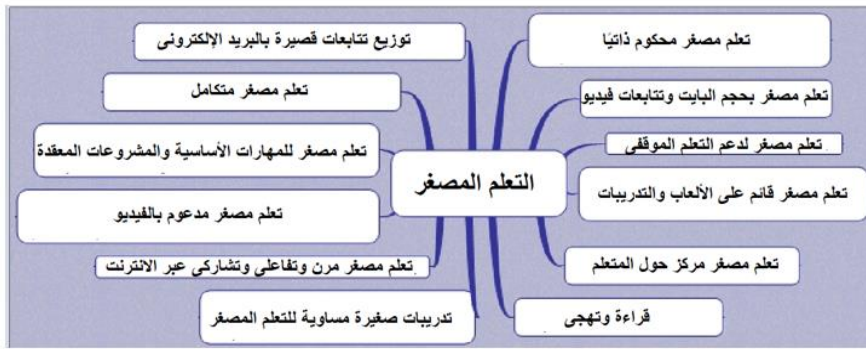 التعلم المصغر
تعلم مصغر محكوم ذاتيًا
تعلم مصغر بحجم البايت وتتابعات فيديو
تعلم مصغر لدعم التعلم الموقفى
تعلم مصغر قائم على الألعاب والتدريبات
تعلم مصغر مركز حول المتعلم
قراءة وتهجى
توزيع تتابعات قصيرة بالبريد الإلكترونى
تعلم مصغر متكامل
تعلم مصغر للمهارات الأساسية والمشروعات المعقدة
تعلم مصغر مدعوم بالفيديو
تعلم مصغر مرن وتفاعلى وتشاركى عبر الانترنت
تدريبات صغيرة مساوية للتعلم المصغر